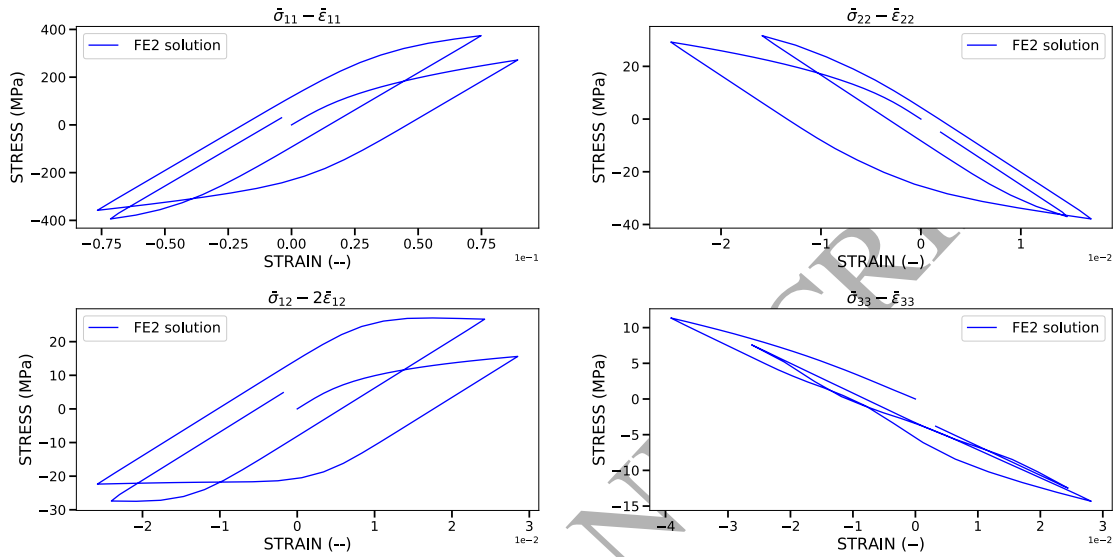 σ̄₁₁ − ε̄₁₁
FE2 solution
STRESS (MPa)
400
200
0
−200
−400
−0.75
−0.50
−0.25
0.00
0.25
0.50
0.75
STRAIN (--)
1e−1
σ̄₂₂ − ε̄₂₂
FE2 solution
STRESS (MPa)
20
0
−20
−40
−2
−1
0
1
STRAIN (−)
1e−2
σ̄₁₂ − 2ε̄₁₂
FE2 solution
STRESS (MPa)
20
10
0
−10
−20
−30
−2
−1
0
1
2
3
STRAIN (--)
1e−2
σ̄₃₃ − ε̄₃₃
FE2 solution
STRESS (MPa)
10
5
0
−5
−10
−15
−4
−3
−2
−1
0
1
2
3
STRAIN (−)
1e−2